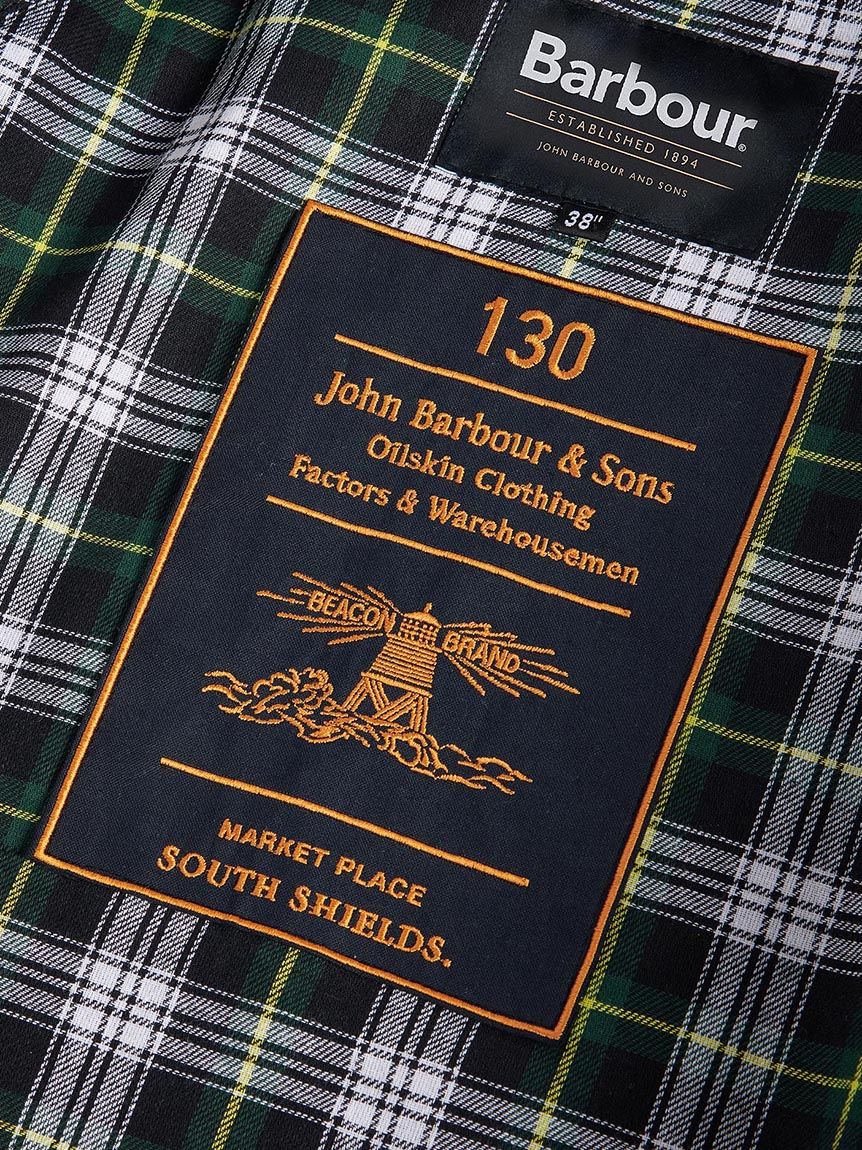 Barbour®
ESTABLISHED 1894
JOHN BARBOUR AND SONS
38"
130
John Barbour & Sons
Oilskin Clothing
Factors & Warehousemen
BEACON BRAND
MARKET PLACE
SOUTH SHIELDS.